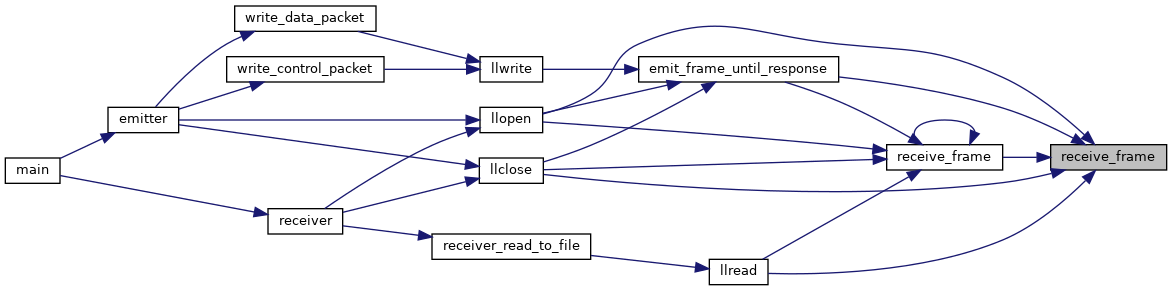 write_data_packet
write_control_packet
llwrite
emit_frame_until_response
emitter
llopen
main
llclose
receive_frame
receive_frame
receiver
receiver_read_to_file
llread